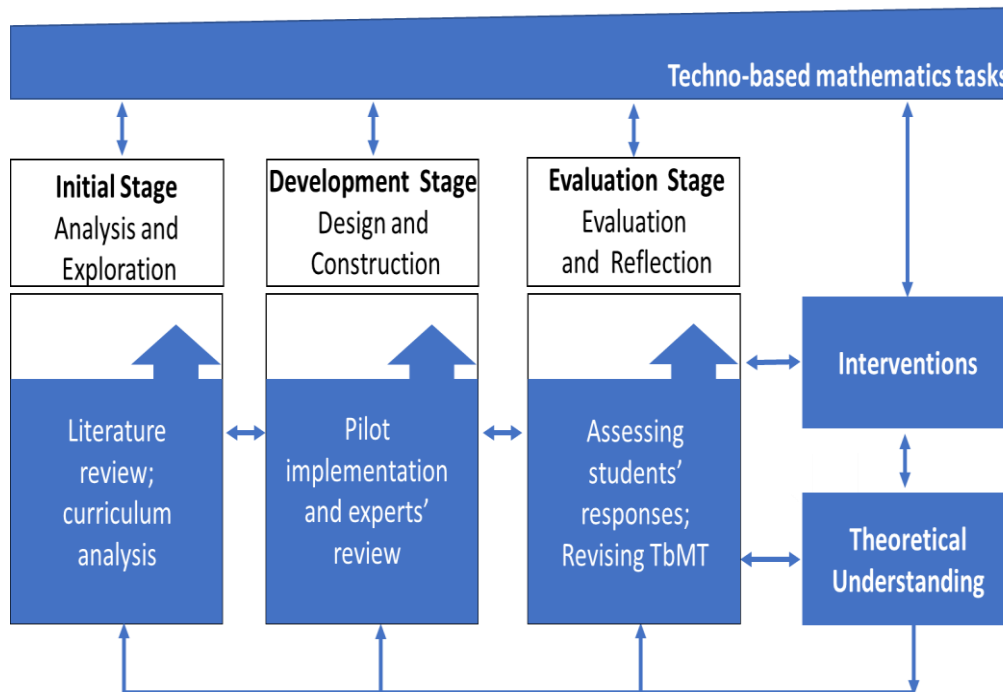 Techno-based mathematics tasks
Initial Stage
Analysis and
Exploration
Development Stage
Design and
Construction
Evaluation Stage
Evaluation
and Reflection
Literature
review;
curriculum
analysis
Pilot
implementation
and experts'
review
Assessing
students'
responses;
Revising TbMT
Interventions
Theoretical
Understanding